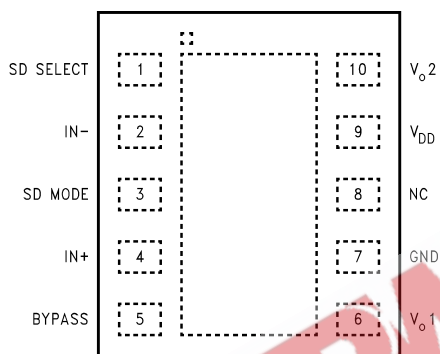 SD SELECT 1 10 Vo2
IN- 2 9 VDD
SD MODE 3 8 NC
IN+ 4 7 GND
BYPASS 5 6 Vo1